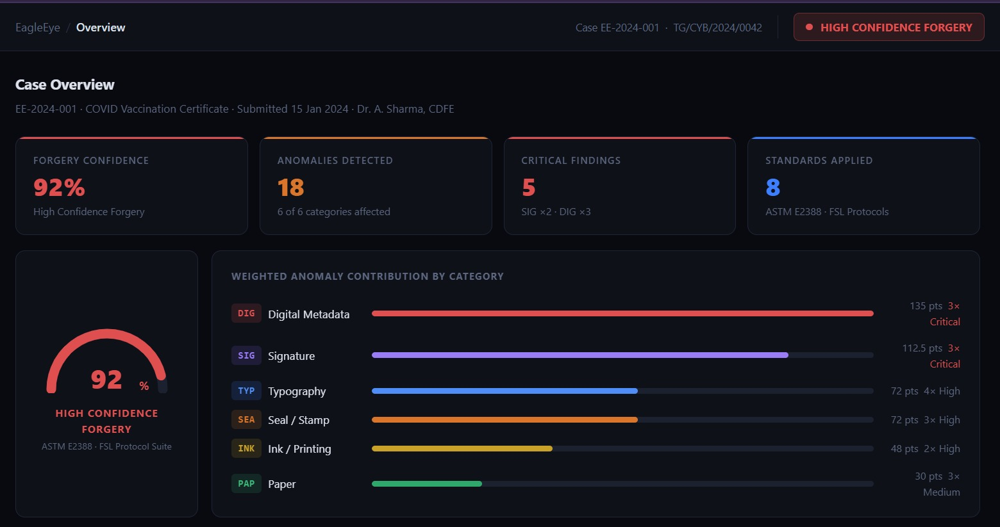 EagleEye / Overview
Case EE-2024-001 · TG/CYB/2024/0042
HIGH CONFIDENCE FORGERY
Case Overview
EE-2024-001 · COVID Vaccination Certificate · Submitted 15 Jan 2024 · Dr. A. Sharma, CDFE
FORGERY CONFIDENCE
92%
High Confidence Forgery
ANOMALIES DETECTED
18
6 of 6 categories affected
CRITICAL FINDINGS
5
SIG ×2 · DIG ×3
STANDARDS APPLIED
8
ASTM E2388 · FSL Protocols
92 %
HIGH CONFIDENCE
FORGERY
ASTM E2388 · FSL Protocol Suite
WEIGHTED ANOMALY CONTRIBUTION BY CATEGORY
DIG Digital Metadata 135 pts 3×
Critical
SIG Signature 112.5 pts 3×
Critical
TYP Typography 72 pts 4× High
SEA Seal / Stamp 72 pts 3× High
INK Ink / Printing 48 pts 2× High
PAP Paper 30 pts 3×
Medium